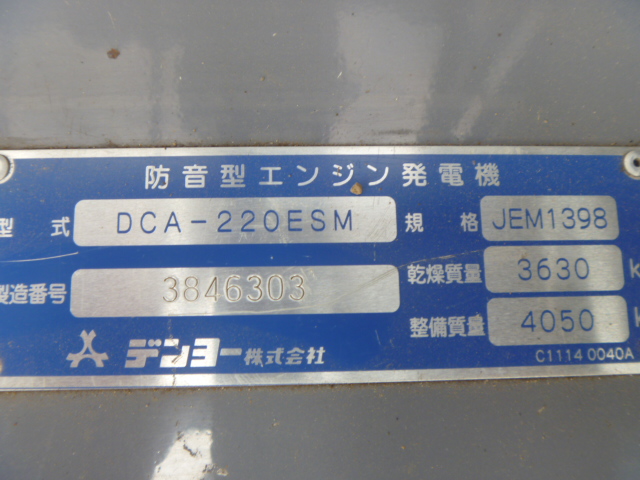 防音型エンジン発電機
型 式 DCA-220ESM 規 格 JEM1398
製造番号 3846303 乾燥質量 3630 k
整備質量 4050 k
デンヨー株式会社 C1114 0040A